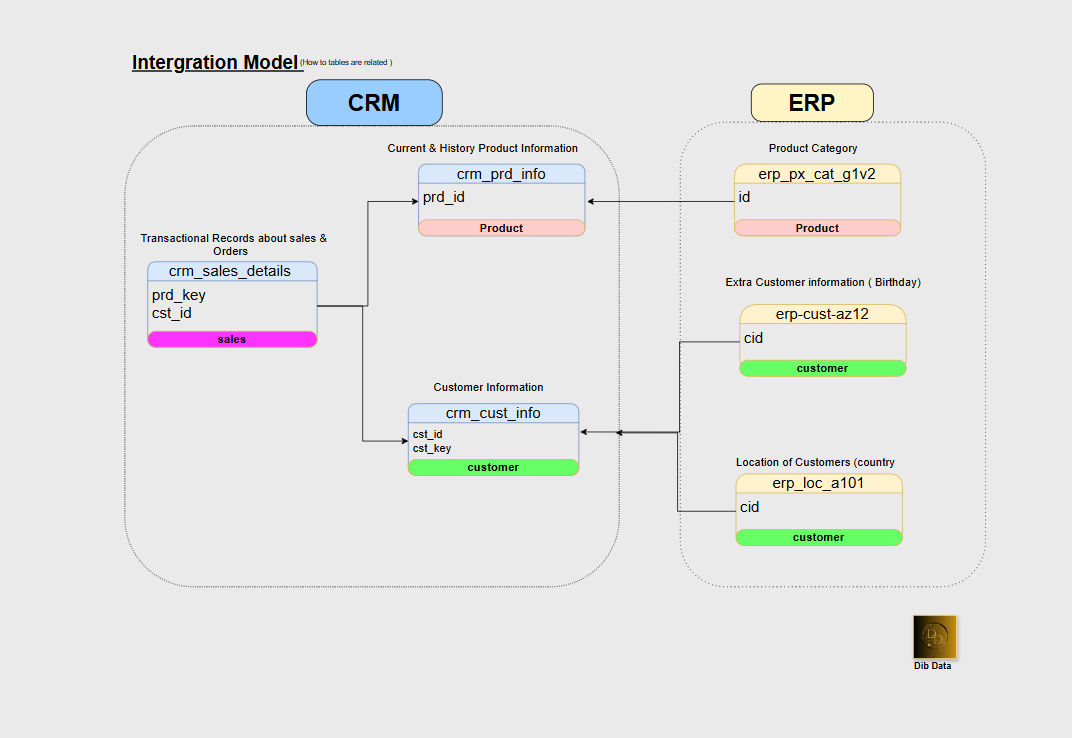 Intergration Model (How to tables are related )
CRM
ERP
Current & History Product Information
crm_prd_info
prd_id
Product
Product Category
erp_px_cat_g1v2
id
Product
Transactional Records about sales &
Orders
crm_sales_details
prd_key
cst_id
sales
Extra Customer information ( Birthday)
erp-cust-az12
cid
customer
Customer Information
crm_cust_info
cst_id
cst_key
customer
Location of Customers (country
erp_loc_a101
cid
customer
DD
Dib Data